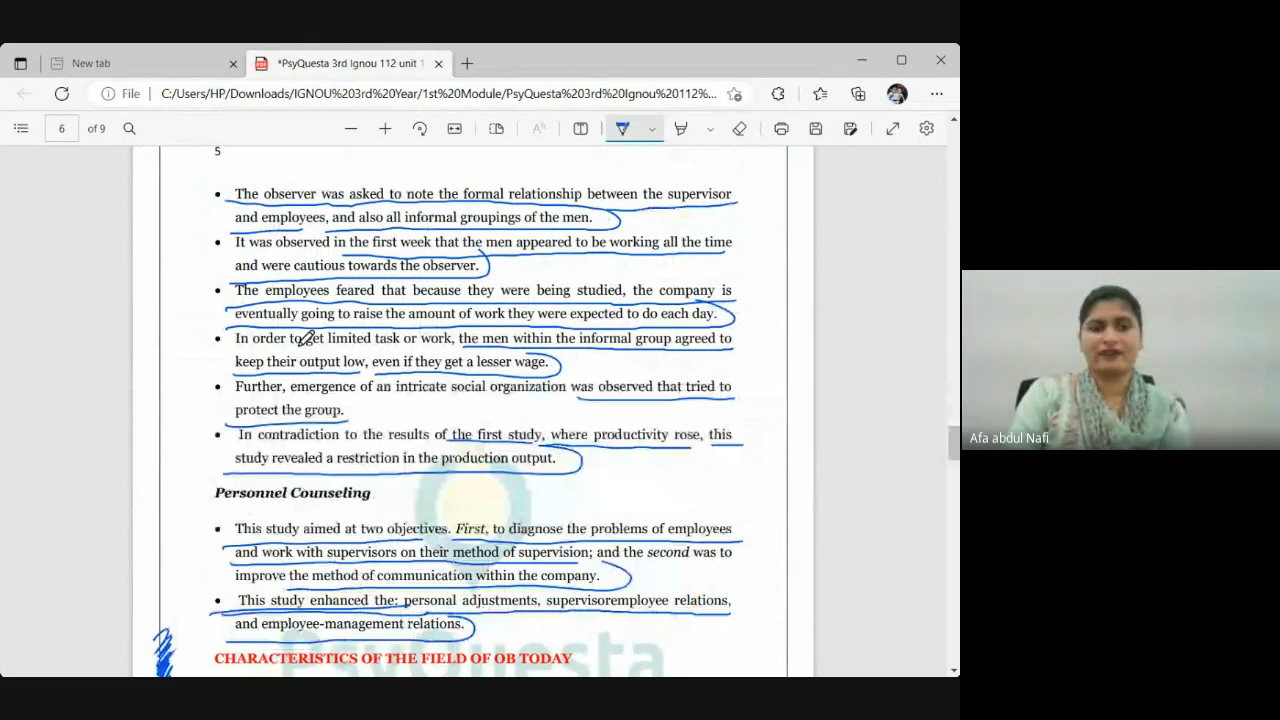 New tab
*PsyQuesta 3rd Ignou 112 unit 1
File
C:/Users/HP/Downloads/IGNOU%203rd%20Year/1st%20Module/PsyQuesta%203rd%20Ignou%20112%...
6 of 9
5
• The observer was asked to note the formal relationship between the supervisor
and employees, and also all informal groupings of the men.
• It was observed in the first week that the men appeared to be working all the time
and were cautious towards the observer.
• The employees feared that because they were being studied, the company is
eventually going to raise the amount of work they were expected to do each day.
• In order to get limited task or work, the men within the informal group agreed to
keep their output low, even if they get a lesser wage.
• Further, emergence of an intricate social organization was observed that tried to
protect the group.
• In contradiction to the results of the first study, where productivity rose, this
study revealed a restriction in the production output.
Personnel Counseling
• This study aimed at two objectives. First, to diagnose the problems of employees
and work with supervisors on their method of supervision; and the second was to
improve the method of communication within the company.
• This study enhanced the; personal adjustments, supervisoremployee relations,
and employee-management relations.
PsyQuesta
CHARACTERISTICS OF THE FIELD OF OB TODAY
Afa abdul Nafi